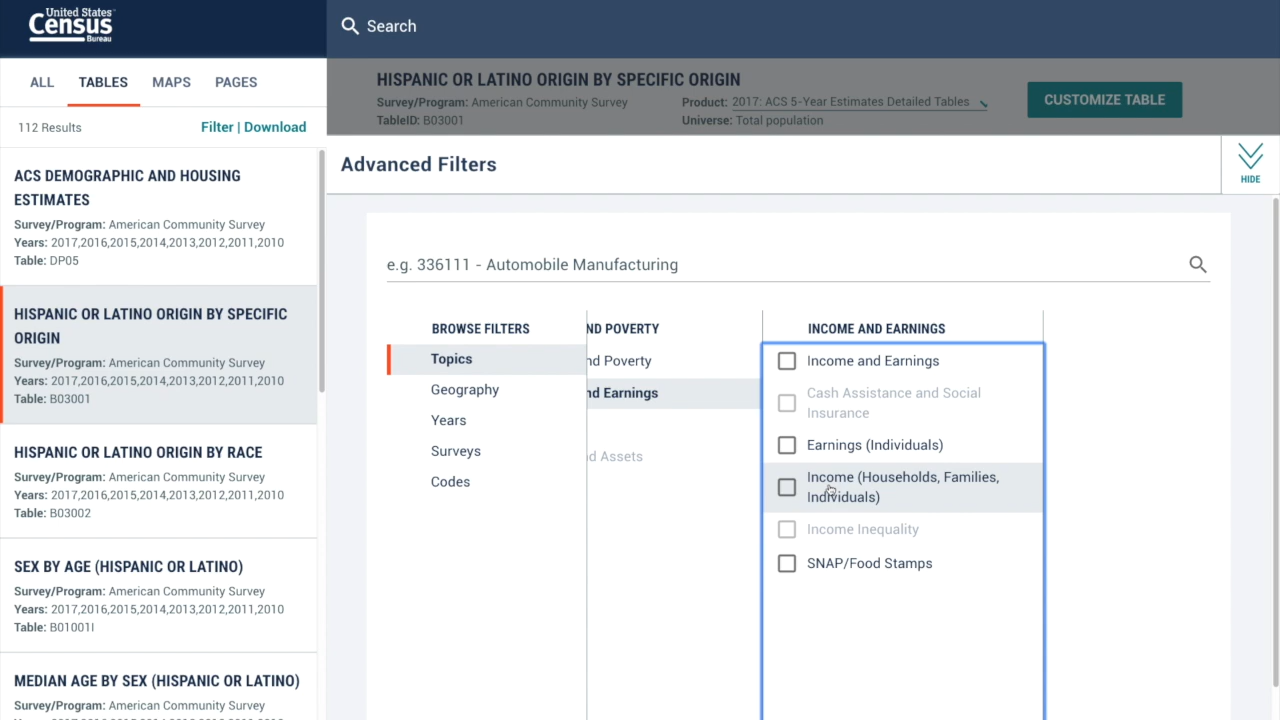 United States®
Census
Bureau
Search
ALL TABLES MAPS PAGES
112 Results
Filter | Download
ACS DEMOGRAPHIC AND HOUSING
ESTIMATES
Survey/Program: American Community Survey
Years: 2017,2016,2015,2014,2013,2012,2011,2010
Table: DP05
HISPANIC OR LATINO ORIGIN BY SPECIFIC
ORIGIN
Survey/Program: American Community Survey
Years: 2017,2016,2015,2014,2013,2012,2011,2010
Table: B03001
HISPANIC OR LATINO ORIGIN BY RACE
Survey/Program: American Community Survey
Years: 2017,2016,2015,2014,2013,2012,2011,2010
Table: B03002
SEX BY AGE (HISPANIC OR LATINO)
Survey/Program: American Community Survey
Years: 2017,2016,2015,2014,2013,2012,2011,2010
Table: B01001I
MEDIAN AGE BY SEX (HISPANIC OR LATINO)
Survey/Program: American Community Survey
HISPANIC OR LATINO ORIGIN BY SPECIFIC ORIGIN
Survey/Program: American Community Survey
TableID: B03001
Product: 2017: ACS 5-Year Estimates Detailed Tables
Universe: Total population
CUSTOMIZE TABLE
Advanced Filters
HIDE
e.g. 336111 - Automobile Manufacturing
BROWSE FILTERS
Topics
Geography
Years
Surveys
Codes
ND POVERTY
nd Poverty
nd Earnings
d Assets
INCOME AND EARNINGS
Income and Earnings
Cash Assistance and Social
Insurance
Earnings (Individuals)
Income (Households, Families,
Individuals)
Income Inequality
SNAP/Food Stamps